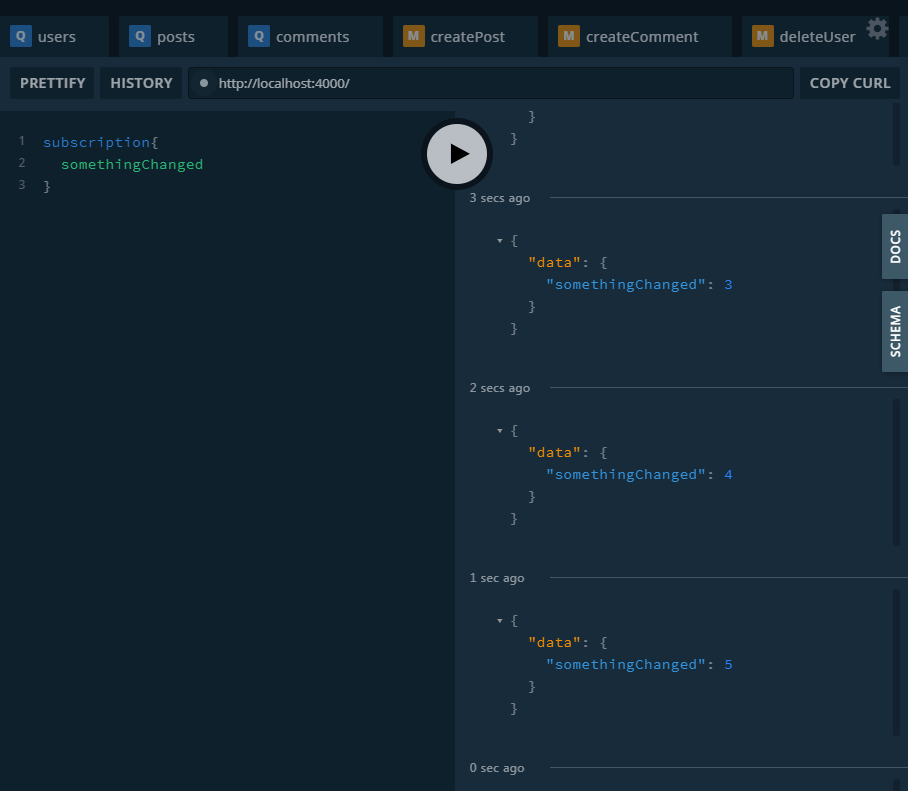 Q users Q posts Q comments M createPost M createComment M deleteUser
PRETTIFY HISTORY http://localhost:4000/ COPY CURL
1 subscription{
2 somethingChanged
3 }
}
}
3 secs ago
{
"data": {
"somethingChanged": 3
}
}
2 secs ago
{
"data": {
"somethingChanged": 4
}
}
1 sec ago
{
"data": {
"somethingChanged": 5
}
}
0 sec ago
DOCS
SCHEMA